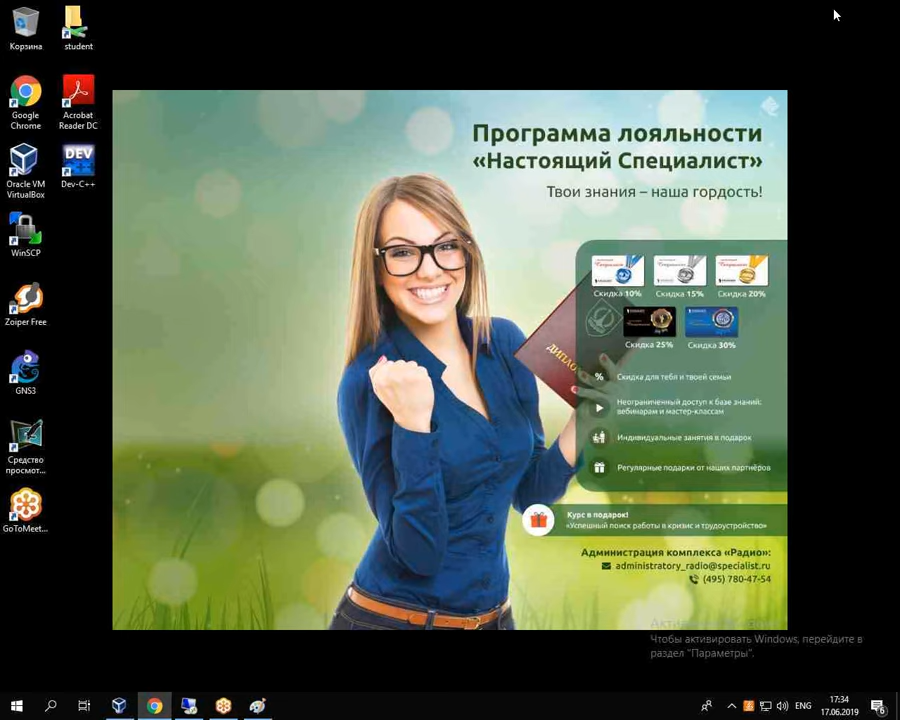 Корзина
student
Google
Chrome
Acrobat
Reader DC
Oracle VM
VirtualBox
DEV
Dev-C++
WinSCP
Zoiper Free
GNS3
Средство
просмот...
GoToMeet...
Программа лояльности
«Настоящий Специалист»
Твои знания – наша гордость!
Скидка 10%
Скидка 15%
Скидка 20%
Скидка 25%
Скидка 30%
ДИПЛО
% Скидка для тебя и твоей семьи
Неограниченный доступ к базе знаний:
вебинарам и мастер-классам
Индивидуальные занятия в подарок
Регулярные подарки от наших партнёров
Курс в подарок!
«Успешный поиск работы в кризис и трудоустройство»
Администрация комплекса «Радио»:
administratory_radio@specialist.ru
(495) 780-47-54
Чтобы активировать Windows, перейдите в
раздел "Параметры".
ENG
17:34
17.06.2019